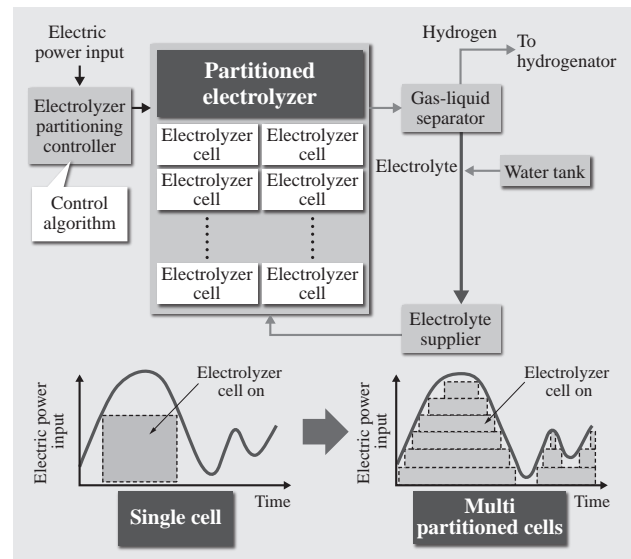 Electric
power input
Electrolyzer
partitioning
controller
Control
algorithm
Partitioned
electrolyzer
Electrolyzer
cell
Electrolyzer
cell
Electrolyzer
cell
Electrolyzer
cell
Electrolyzer
cell
Electrolyzer
cell
Hydrogen
To
hydrogenator
Gas-liquid
separator
Electrolyte
Water tank
Electrolyte
supplier
Electric power
input
Electrolyzer
cell on
Time
Single cell
Electric power
input
Electrolyzer
cell on
Time
Multi
partitioned cells